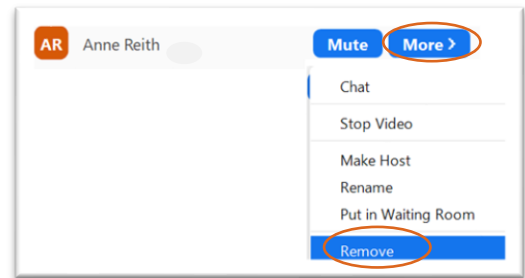 AR Anne Reith Mute More >
Chat
Stop Video
Make Host
Rename
Put in Waiting Room
Remove